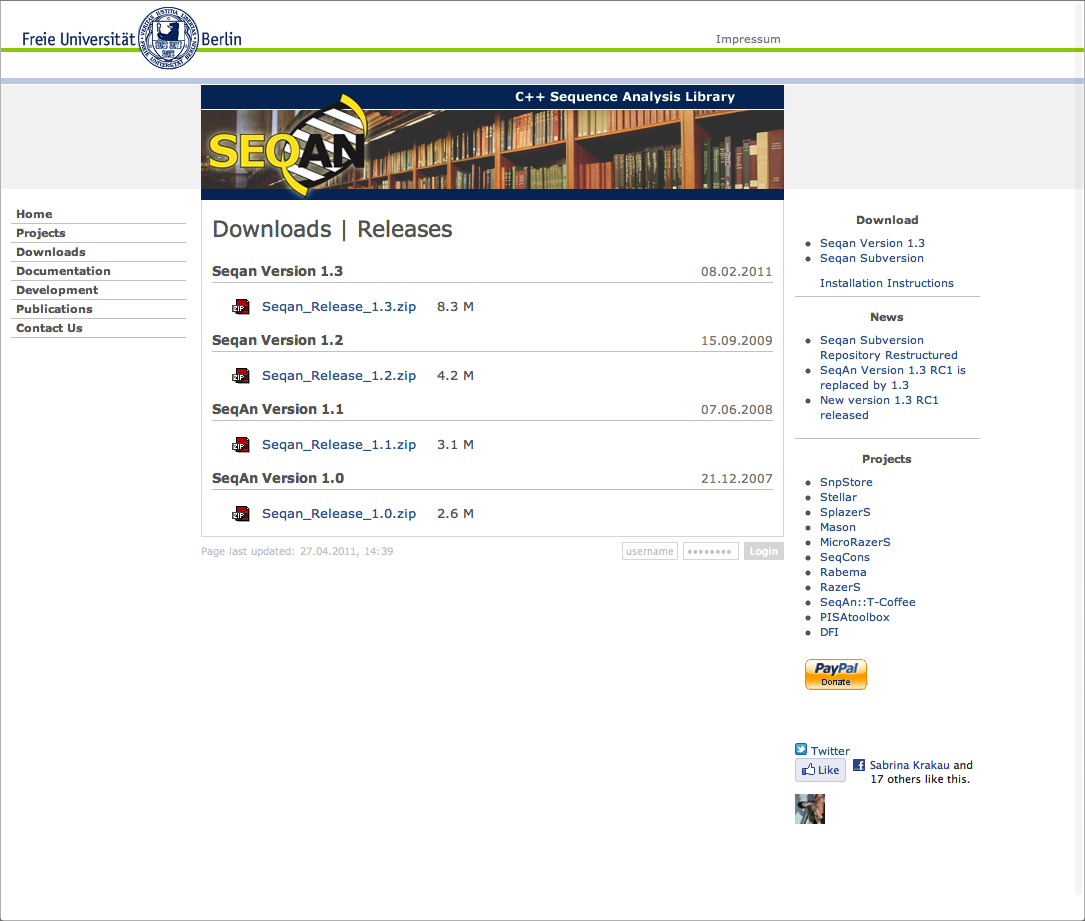 Freie Universität Berlin
Impressum
C++ Sequence Analysis Library
SEQAN
Home
Projects
Downloads
Documentation
Development
Publications
Contact Us
Downloads | Releases
Seqan Version 1.3 08.02.2011
ZIP Seqan_Release_1.3.zip 8.3 M
Seqan Version 1.2 15.09.2009
ZIP Seqan_Release_1.2.zip 4.2 M
SeqAn Version 1.1 07.06.2008
ZIP Seqan_Release_1.1.zip 3.1 M
SeqAn Version 1.0 21.12.2007
ZIP Seqan_Release_1.0.zip 2.6 M
Page last updated: 27.04.2011, 14:39
username
Login
Download
Seqan Version 1.3
Seqan Subversion
Installation Instructions
News
Seqan Subversion
Repository Restructured
SeqAn Version 1.3 RC1 is
replaced by 1.3
New version 1.3 RC1
released
Projects
SnpStore
Stellar
SplazerS
Mason
MicroRazerS
SeqCons
Rabema
RazerS
SeqAn::T-Coffee
PISAtoolbox
DFI
PayPal
Donate
Twitter
Like
Sabrina Krakau and
17 others like this.